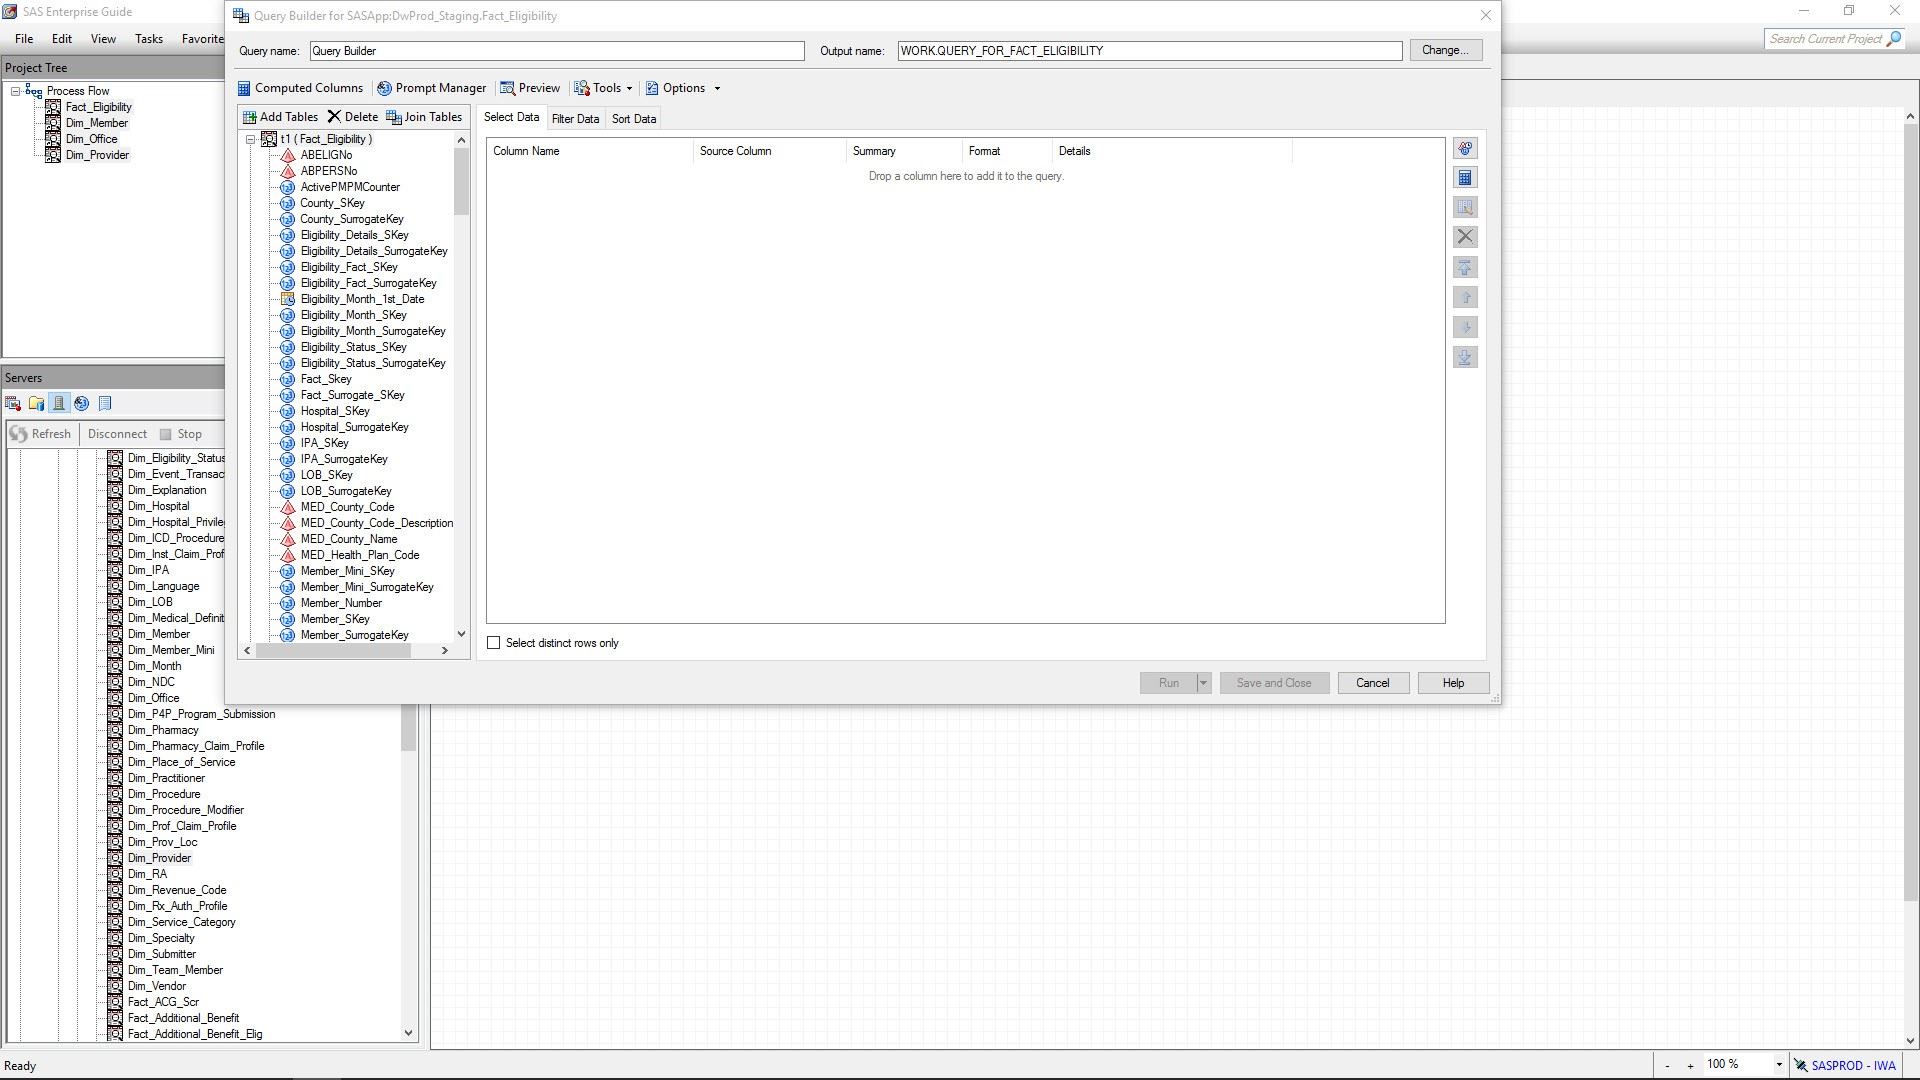 SAS Enterprise Guide
File Edit View Tasks Favorite
Search Current Project
Project Tree
Process Flow
Fact_Eligibility
Dim_Member
Dim_Office
Dim_Provider
Servers
Refresh Disconnect Stop
Dim_Eligibility_Status
Dim_Event_Transac
Dim_Explanation
Dim_Hospital
Dim_Hospital_Privile
Dim_ICD_Procedure
Dim_Inst_Claim_Prof
Dim_IPA
Dim_Language
Dim_LOB
Dim_Medical_Definit
Dim_Member
Dim_Member_Mini
Dim_Month
Dim_NDC
Dim_Office
Dim_P4P_Program_Submission
Dim_Pharmacy
Dim_Pharmacy_Claim_Profile
Dim_Place_of_Service
Dim_Practitioner
Dim_Procedure
Dim_Procedure_Modifier
Dim_Prof_Claim_Profile
Dim_Prov_Loc
Dim_Provider
Dim_RA
Dim_Revenue_Code
Dim_Rx_Auth_Profile
Dim_Service_Category
Dim_Specialty
Dim_Submitter
Dim_Team_Member
Dim_Vendor
Fact_ACG_Scr
Fact_Additional_Benefit
Fact_Additional_Benefit_Elig
Query Builder for SASApp:DwProd_Staging.Fact_Eligibility
Query name: Query Builder Output name: WORK.QUERY_FOR_FACT_ELIGIBILITY Change...
Computed Columns Prompt Manager Preview Tools Options
Add Tables Delete Join Tables
t1 ( Fact_Eligibility )
ABELIGNo
ABPERSNo
ActivePMPMCounter
County_SKey
County_SurrogateKey
Eligibility_Details_SKey
Eligibility_Details_SurrogateKey
Eligibility_Fact_SKey
Eligibility_Fact_SurrogateKey
Eligibility_Month_1st_Date
Eligibility_Month_SKey
Eligibility_Month_SurrogateKey
Eligibility_Status_SKey
Eligibility_Status_SurrogateKey
Fact_Skey
Fact_Surrogate_SKey
Hospital_SKey
Hospital_SurrogateKey
IPA_SKey
IPA_SurrogateKey
LOB_SKey
LOB_SurrogateKey
MED_County_Code
MED_County_Code_Description
MED_County_Name
MED_Health_Plan_Code
Member_Mini_SKey
Member_Mini_SurrogateKey
Member_Number
Member_SKey
Member_SurrogateKey
Select Data Filter Data Sort Data
Column Name Source Column Summary Format Details
Drop a column here to add it to the query.
Select distinct rows only
Run Save and Close Cancel Help
Ready
- + 100 % SASPROD - IWA